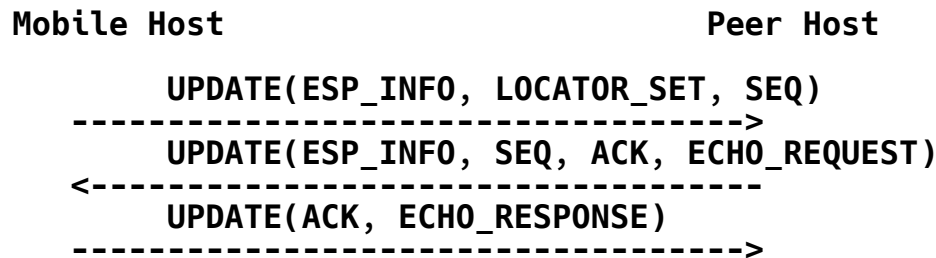 Mobile Host Peer Host
UPDATE(ESP_INFO, LOCATOR_SET, SEQ)
----------------------------------->
UPDATE(ESP_INFO, SEQ, ACK, ECHO_REQUEST)
<-----------------------------------
UPDATE(ACK, ECHO_RESPONSE)
----------------------------------->